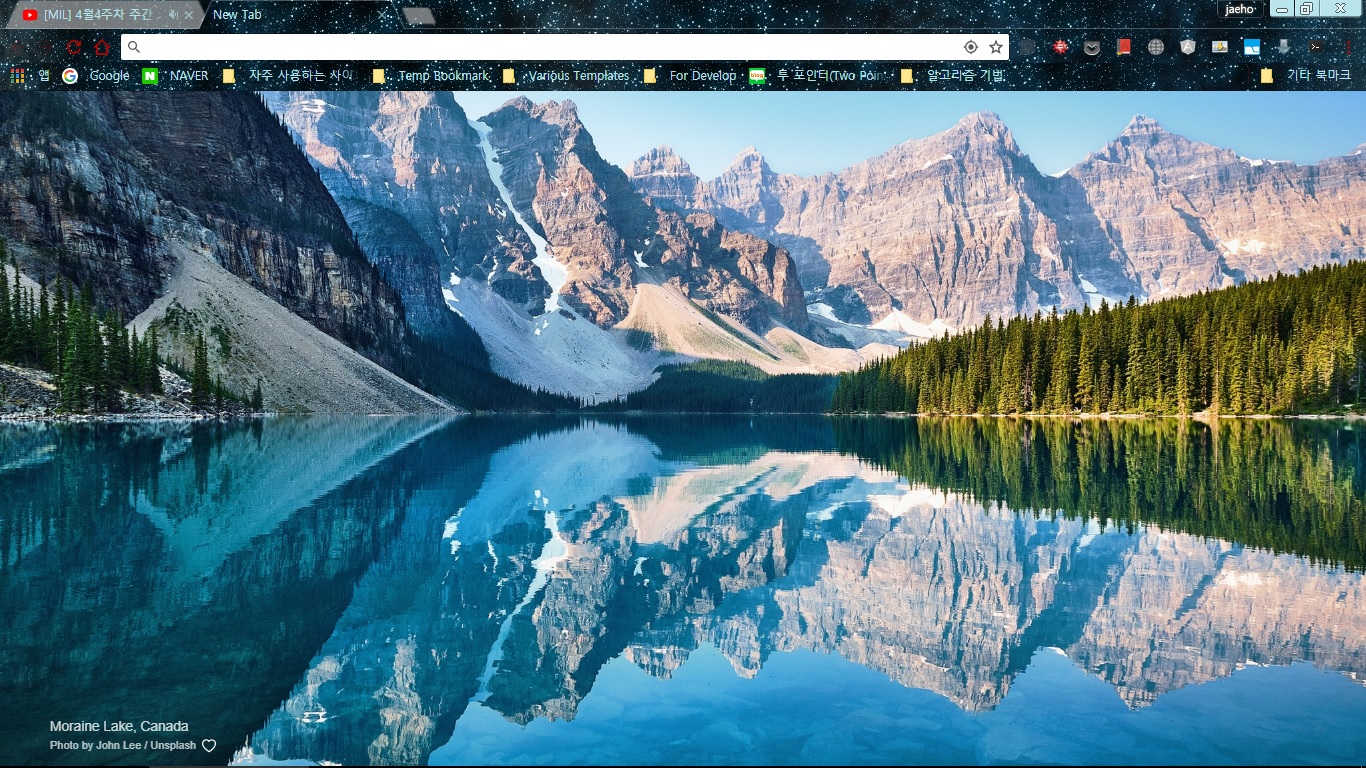 [MIL] 4월4주차 주간
New Tab
jaeho
앱 Google NAVER 자주 사용하는 사이 Temp Bookmark Various Templates For Develop 투 포인터(Two Poin 알고리즘 기법 기타 북마크
Moraine Lake, Canada
Photo by John Lee / Unsplash